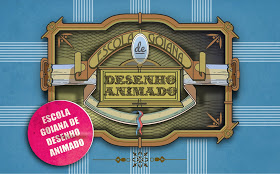 ESCOLA GOIANA
de
DESENHO
ANIMADO
ESCOLA
GOIANA DE
DESENHO
ANIMADO